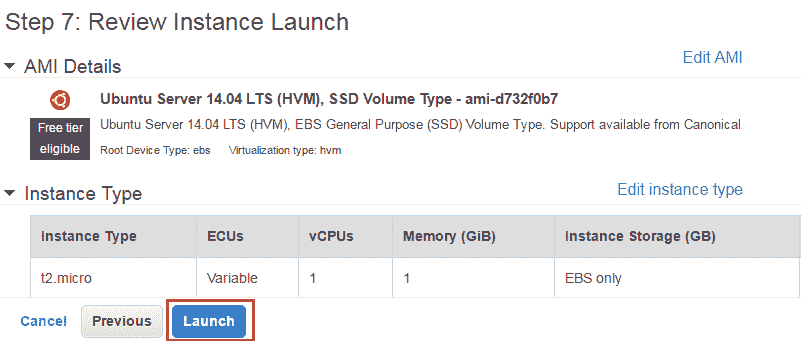 Step 7: Review Instance Launch
AMI Details
Edit AMI
Ubuntu Server 14.04 LTS (HVM), SSD Volume Type - ami-d732f0b7
Free tier
eligible
Ubuntu Server 14.04 LTS (HVM), EBS General Purpose (SSD) Volume Type. Support available from Canonical
Root Device Type: ebs Virtualization type: hvm
Instance Type
Edit instance type
Instance Type ECUs vCPUs Memory (GiB) Instance Storage (GB)
t2.micro Variable 1 1 EBS only
Cancel Previous Launch